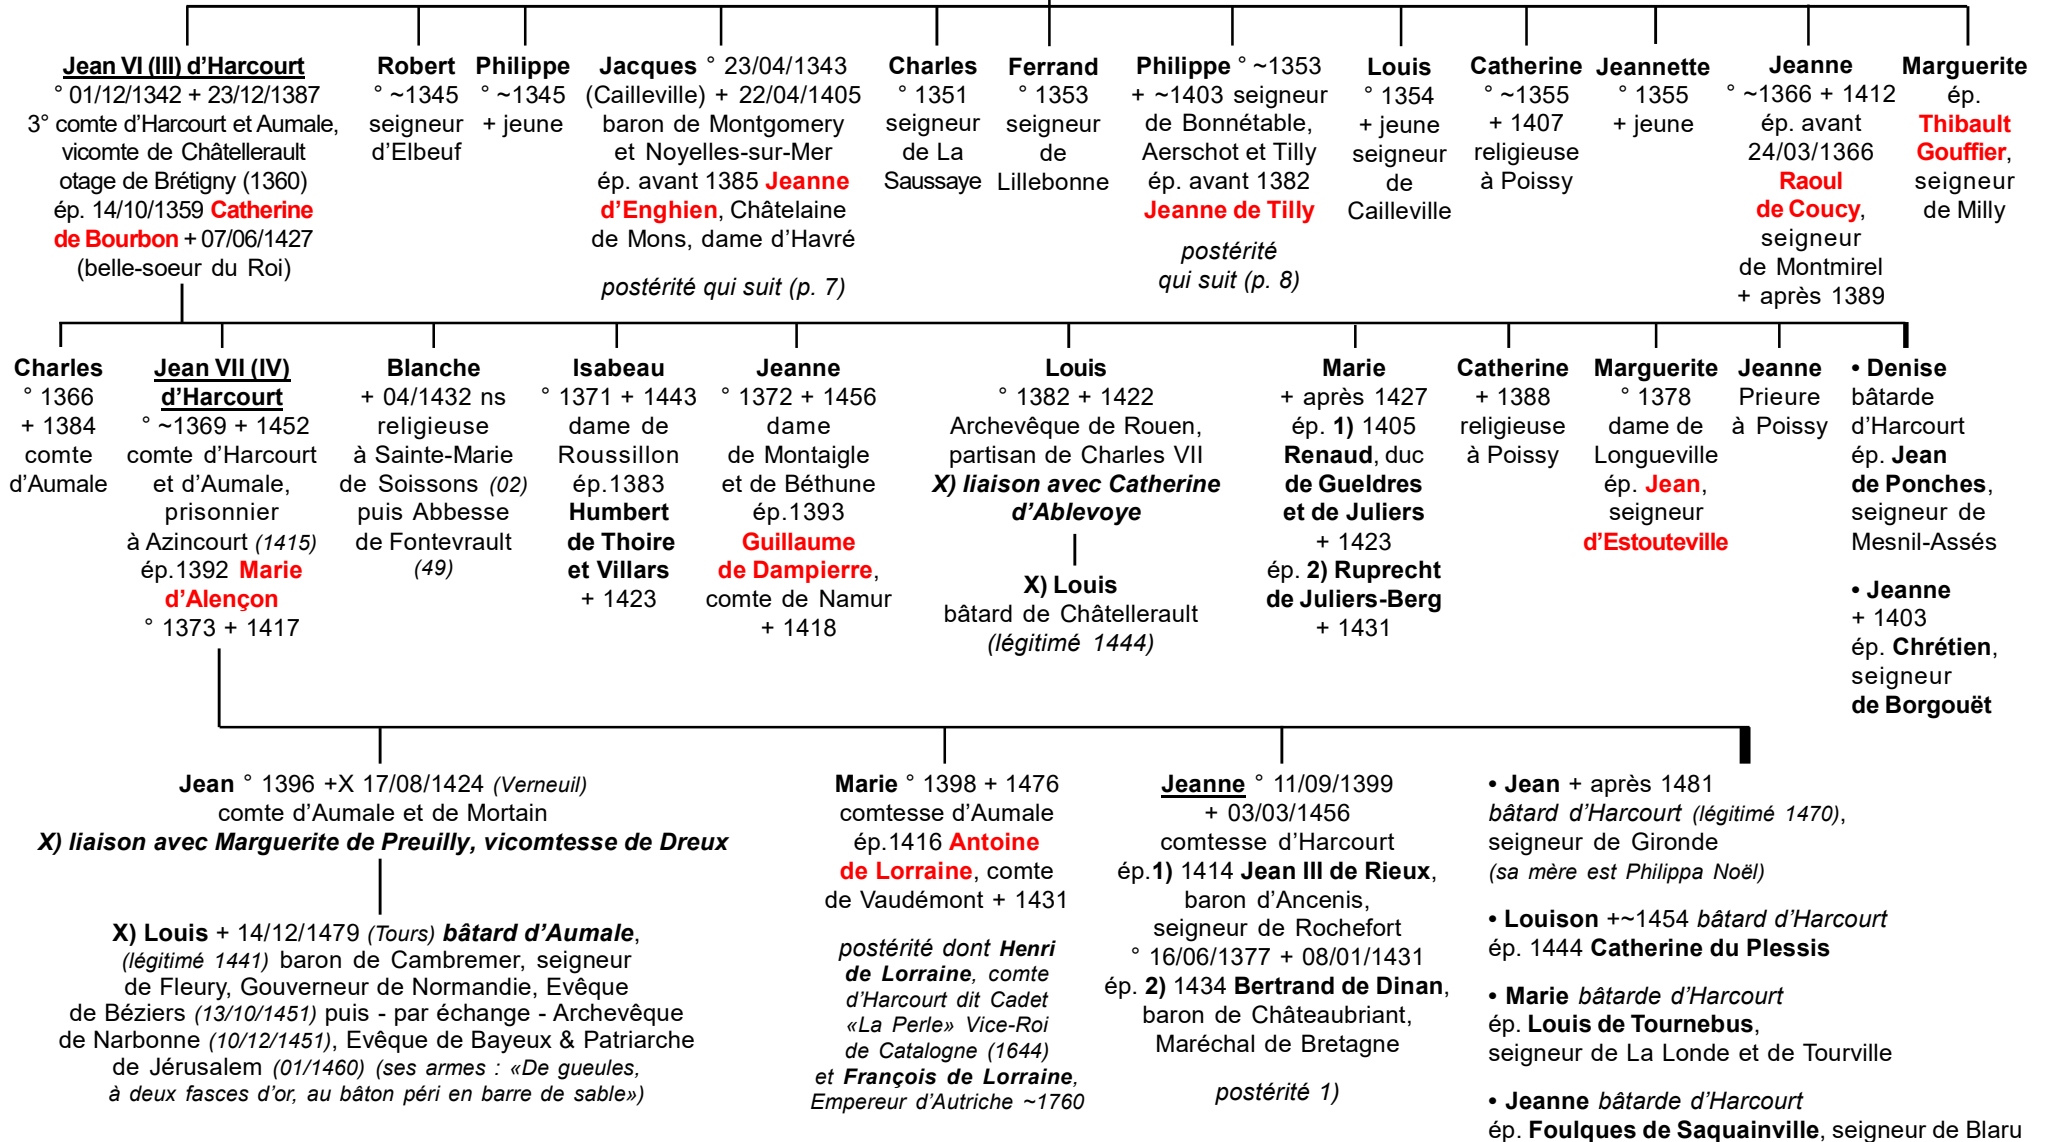 Jean VI (III) d’Harcourt
° 01/12/1342 + 23/12/1387
3° comte d’Harcourt et Aumale,
vicomte de Châtellerault
otage de Brétigny (1360)
ép. 14/10/1359 Catherine
de Bourbon + 07/06/1427
(belle-soeur du Roi)
Robert
° ~1345
seigneur
d’Elbeuf
Philippe
° ~1345
+ jeune
Jacques ° 23/04/1343
(Cailleville) + 22/04/1405
baron de Montgomery
et Noyelles-sur-Mer
ép. avant 1385 Jeanne
d’Enghien, Châtelaine
de Mons, dame d’Havré
postérité qui suit (p. 7)
Charles
° 1351
seigneur
de La
Saussaye
Ferrand
° 1353
seigneur
de
Lillebonne
Philippe ° ~1353
+ ~1403 seigneur
de Bonnétable,
Aerschot et Tilly
ép. avant 1382
Jeanne de Tilly
postérité
qui suit (p. 8)
Louis
° 1354
+ jeune
seigneur
de
Cailleville
Catherine
° ~1355
+ 1407
religieuse
à Poissy
Jeannette
° 1355
+ jeune
Jeanne
° ~1366 + 1412
ép. avant
24/03/1366
Raoul
de Coucy,
seigneur
de Montmirel
+ après 1389
Marguerite
ép.
Thibault
Gouffier,
seigneur
de Milly
Charles
° 1366
+ 1384
comte
d’Aumale
Jean VII (IV)
d’Harcourt
° ~1369 + 1452
comte d’Harcourt
et d’Aumale,
prisonnier
à Azincourt (1415)
ép.1392 Marie
d’Alençon
° 1373 + 1417
Blanche
+ 04/1432 ns
religieuse
à Sainte-Marie
de Soissons (02)
puis Abbesse
de Fontevrault
(49)
Isabeau
° 1371 + 1443
dame de
Roussillon
ép.1383
Humbert
de Thoire
et Villars
+ 1423
Jeanne
° 1372 + 1456
dame
de Montaigle
et de Béthune
ép.1393
Guillaume
de Dampierre,
comte de Namur
+ 1418
Louis
° 1382 + 1422
Archevêque de Rouen,
partisan de Charles VII
X) liaison avec Catherine
d’Ablevoye
X) Louis
bâtard de Châtellerault
(légitimé 1444)
Marie
+ après 1427
ép. 1) 1405
Renaud, duc
de Gueldres
et de Juliers
+ 1423
ép. 2) Ruprecht
de Juliers-Berg
+ 1431
Catherine
+ 1388
religieuse
à Poissy
Marguerite
° 1378
dame de
Longueville
ép. Jean,
seigneur
d’Estouteville
Jeanne
Prieure
à Poissy
• Denise
bâtarde
d’Harcourt
ép. Jean
de Ponches,
seigneur de
Mesnil-Assés
• Jeanne
+ 1403
ép. Chrétien,
seigneur
de Borgouët
Jean ° 1396 +X 17/08/1424 (Verneuil)
comte d’Aumale et de Mortain
X) liaison avec Marguerite de Preuilly, vicomtesse de Dreux
X) Louis + 14/12/1479 (Tours) bâtard d’Aumale,
(légitimé 1441) baron de Cambremer, seigneur
de Fleury, Gouverneur de Normandie, Evêque
de Béziers (13/10/1451) puis - par échange - Archevêque
de Narbonne (10/12/1451), Evêque de Bayeux & Patriarche
de Jérusalem (01/1460) (ses armes : «De gueules,
à deux fasces d’or, au bâton péri en barre de sable»)
Marie ° 1398 + 1476
comtesse d’Aumale
ép.1416 Antoine
de Lorraine, comte
de Vaudémont + 1431
postérité dont Henri
de Lorraine, comte
d’Harcourt dit Cadet
«La Perle» Vice-Roi
de Catalogne (1644)
et François de Lorraine,
Empereur d’Autriche ~1760
Jeanne ° 11/09/1399
+ 03/03/1456
comtesse d’Harcourt
ép.1) 1414 Jean III de Rieux,
baron d’Ancenis,
seigneur de Rochefort
° 16/06/1377 + 08/01/1431
ép. 2) 1434 Bertrand de Dinan,
baron de Châteaubriant,
Maréchal de Bretagne
postérité 1)
• Jean + après 1481
bâtard d’Harcourt (légitimé 1470),
seigneur de Gironde
(sa mère est Philippa Noël)
• Louison +~1454 bâtard d’Harcourt
ép. 1444 Catherine du Plessis
• Marie bâtarde d’Harcourt
ép. Louis de Tournebus,
seigneur de La Londe et de Tourville
• Jeanne bâtarde d’Harcourt
ép. Foulques de Saquainville, seigneur de Blaru